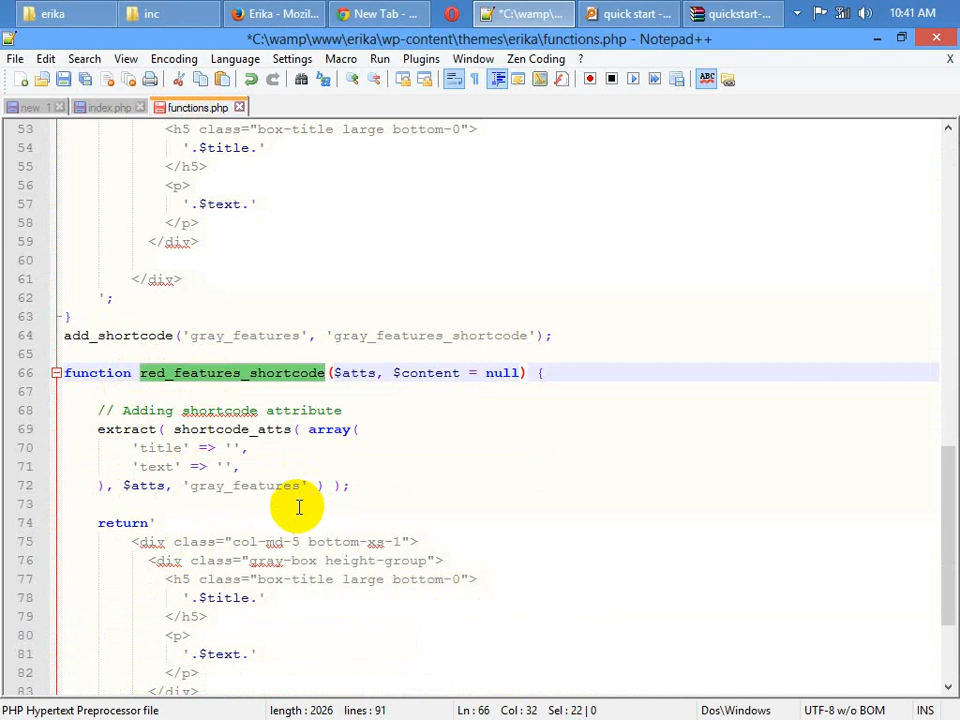 erika
inc
Erika - Mozil...
New Tab - ...
*C:\wamp\...
quick start -...
quickstart-...
10:41 AM
*C:\wamp\www\erika\wp-content\themes\erika\functions.php - Notepad++
File Edit Search View Encoding Language Settings Macro Run Plugins Window Zen Coding ? X
new 1 index.php functions.php
53 <h5 class="box-title large bottom-0">
54 '.$title.'
55 </h5>
56 <p>
57 '.$text.'
58 </p>
59 </div>
60
61 </div>
62 ';
63 }
64 add_shortcode('gray_features', 'gray_features_shortcode');
65
66 function red_features_shortcode($atts, $content = null) {
67
68 // Adding shortcode attribute
69 extract( shortcode_atts( array(
70 'title' => '',
71 'text' => '',
72 ), $atts, 'gray_features' ) );
73
74 return'
75 <div class="col-md-5 bottom-xs-1">
76 <div class="gray-box height-group">
77 <h5 class="box-title large bottom-0">
78 '.$title.'
79 </h5>
80 <p>
81 '.$text.'
82 </p>
83 </div>
PHP Hypertext Preprocessor file length : 2026 lines : 91 Ln : 66 Col : 32 Sel : 22 | 0 Dos\Windows UTF-8 w/o BOM INS